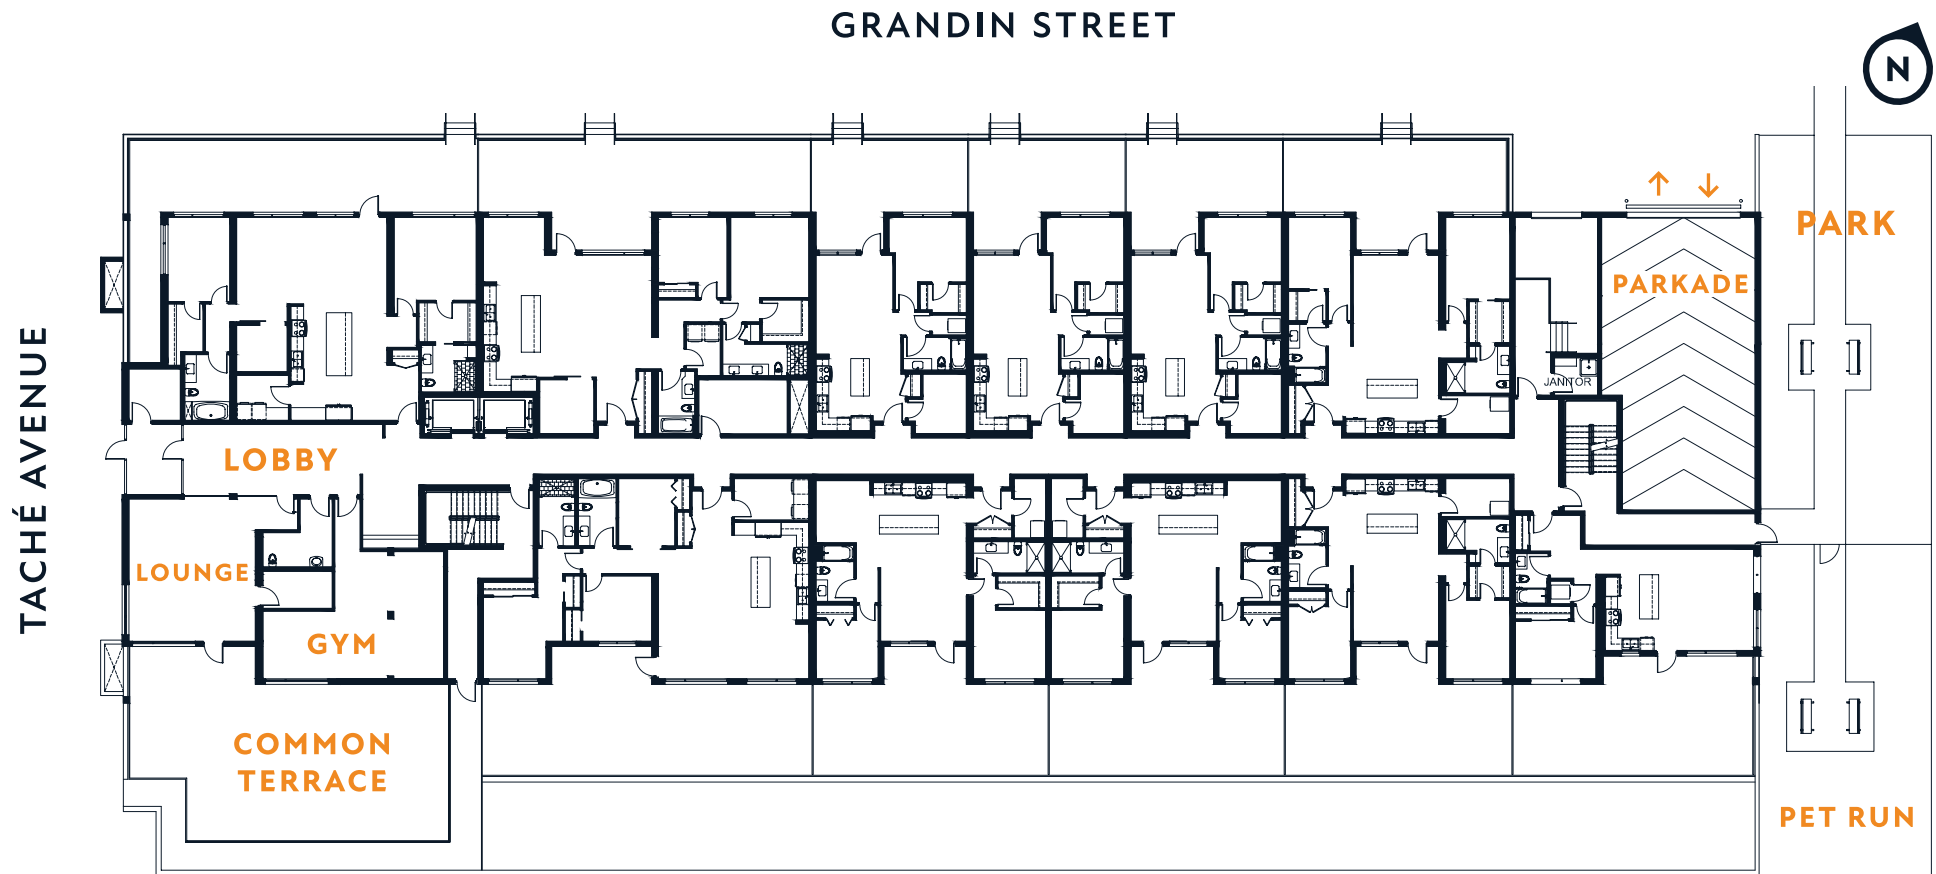 GRANDIN STREET
N
PARK
PARKADE
TACHÉ AVENUE
JANITOR
LOBBY
LOUNGE
GYM
COMMON
TERRACE
PET RUN